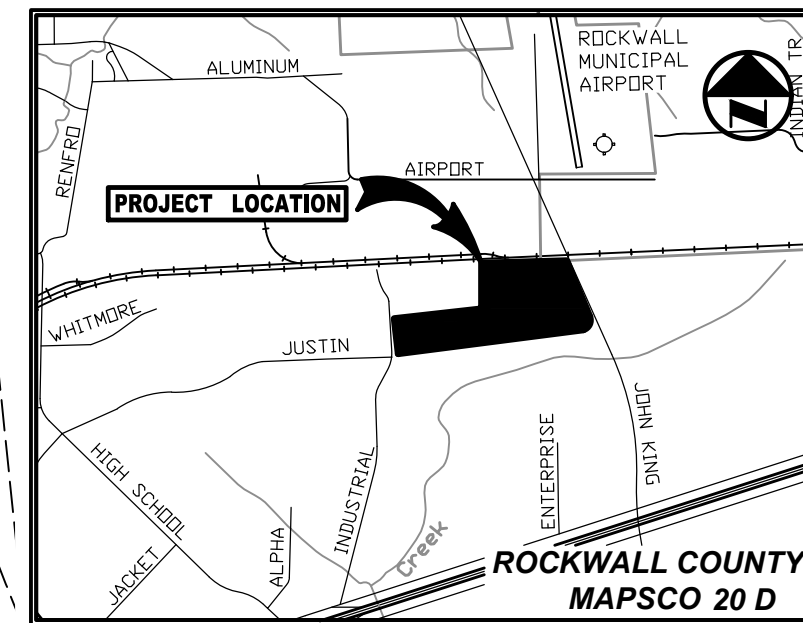 ROCKWALL
MUNICIPAL
AIRPORT
INDIAN TR
N
ALUMINUM
RENFRO
AIRPORT
PROJECT LOCATION
WHITMORE
JUSTIN
JOHN KING
HIGH SCHOOL
INDUSTRIAL
ENTERPRISE
ALPHA
JACKET
Creek
ROCKWALL COUNTY
MAPSCO 20 D